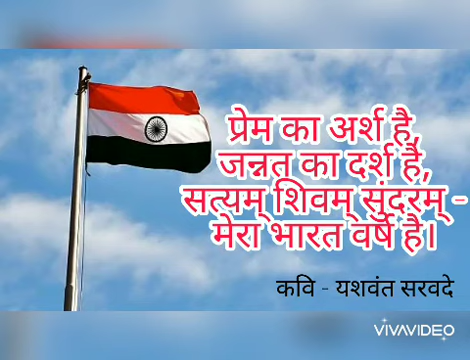 प्रेम का अर्श है,
जन्नत का दर्श है,
सत्यम् शिवम् सुंदरम् -
मेरा भारत वर्ष है।
कवि - यशवंत सरवदे
VIVAVIDEO